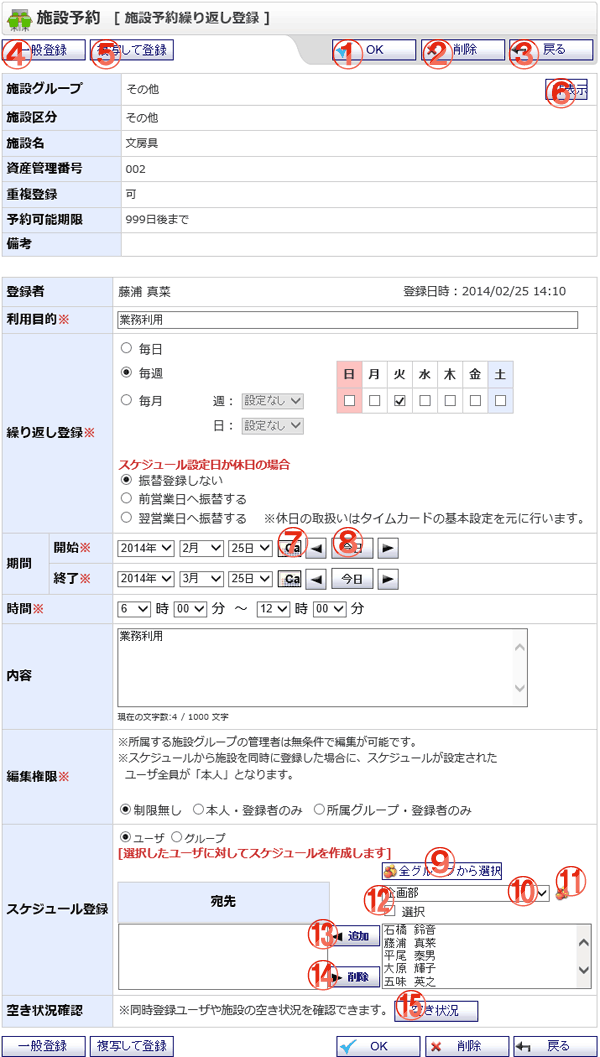 施設予約 [ 施設予約繰り返し登録 ]
④ 一般登録 ⑤ 複写して登録 ① OK ② 削除 ③ 戻る
施設グループ その他 ⑥ 表示
施設区分 その他
施設名 文房具
資産管理番号 002
重複登録 可
予約可能期限 999日後まで
備考
登録者 藤浦 真菜 登録日時：2014/02/25 14:10
利用目的※ 業務利用
繰り返し登録※
毎日
毎週 日 月 火 水 木 金 土
毎月 週： 設定なし
日： 設定なし
スケジュール設定日が休日の場合
振替登録しない
前営業日へ振替する
翌営業日へ振替する ※休日の取扱いはタイムカードの基本設定を元に行います。
期間 開始※ 2014年 2月 25日 ⑦ Ca ⑧ 今日
終了※ 2014年 3月 25日 Ca 今日
時間※ 6 時 00 分 ～ 12 時 00 分
内容 業務利用
現在の文字数:4 / 1000 文字
編集権限※
※所属する施設グループの管理者は無条件で編集が可能です。
※スケジュールから施設を同時に登録した場合に、スケジュールが設定された
ユーザ全員が「本人」となります。
制限無し 本人・登録者のみ 所属グループ・登録者のみ
スケジュール登録
ユーザ グループ
[選択したユーザに対してスケジュールを作成します]
⑨ 全グループから選択
宛先 企画部 ⑩ ⑪
⑫ 選択
⑬ 追加
⑭ 削除
石橋 鈴音
藤浦 真菜
平尾 泰男
大原 輝子
五味 英之
空き状況確認 ※同時登録ユーザや施設の空き状況を確認できます。 ⑮ 空き状況
一般登録 複写して登録 OK 削除 戻る